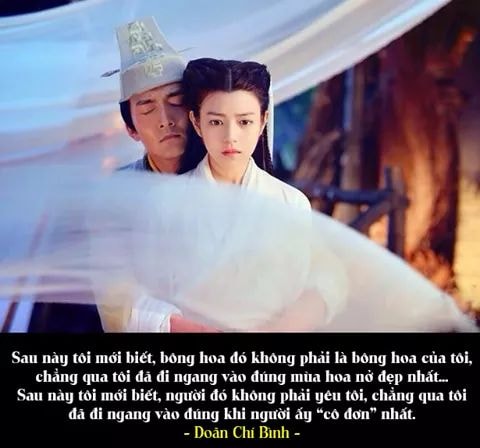 Sau này tôi mới biết, bông hoa đó không phải là bông hoa của tôi,
chẳng qua tôi đã đi ngang vào đúng mùa hoa nở đẹp nhất...
Sau này tôi mới biết, người đó không phải yêu tôi, chẳng qua tôi
đã đi ngang vào đúng khi người ấy "cô đơn" nhất.
- Doãn Chí Bình -